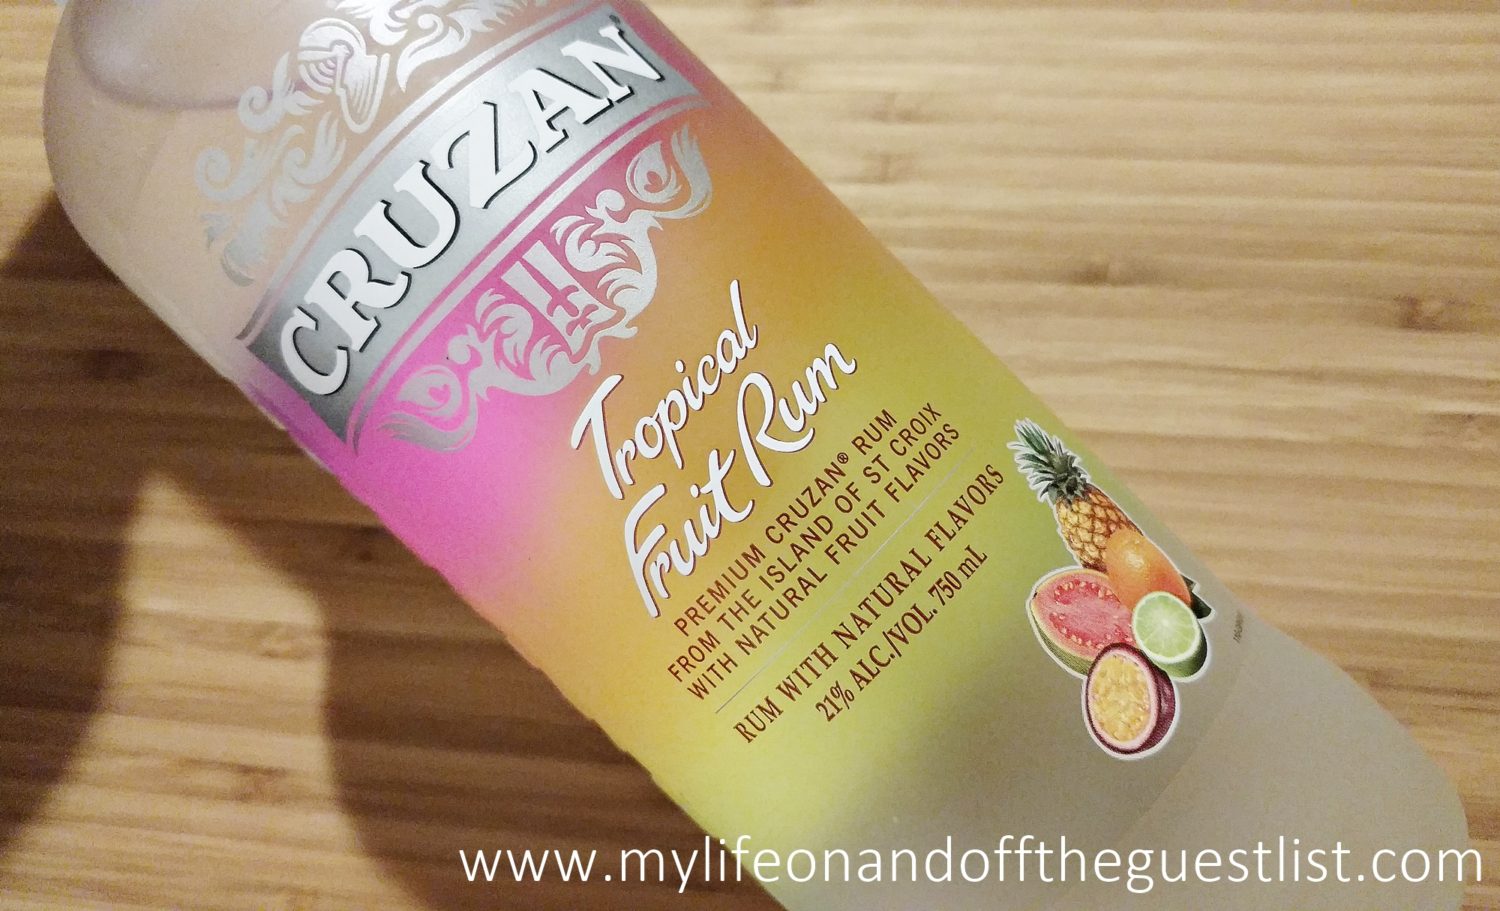 CRUZAN
Tropical
Fruit Rum
PREMIUM CRUZAN® RUM
FROM THE ISLAND OF ST CROIX
WITH NATURAL FRUIT FLAVORS
RUM WITH NATURAL FLAVORS
21% ALC./VOL. 750 mL
www.mylifeonandofftheguestlist.com